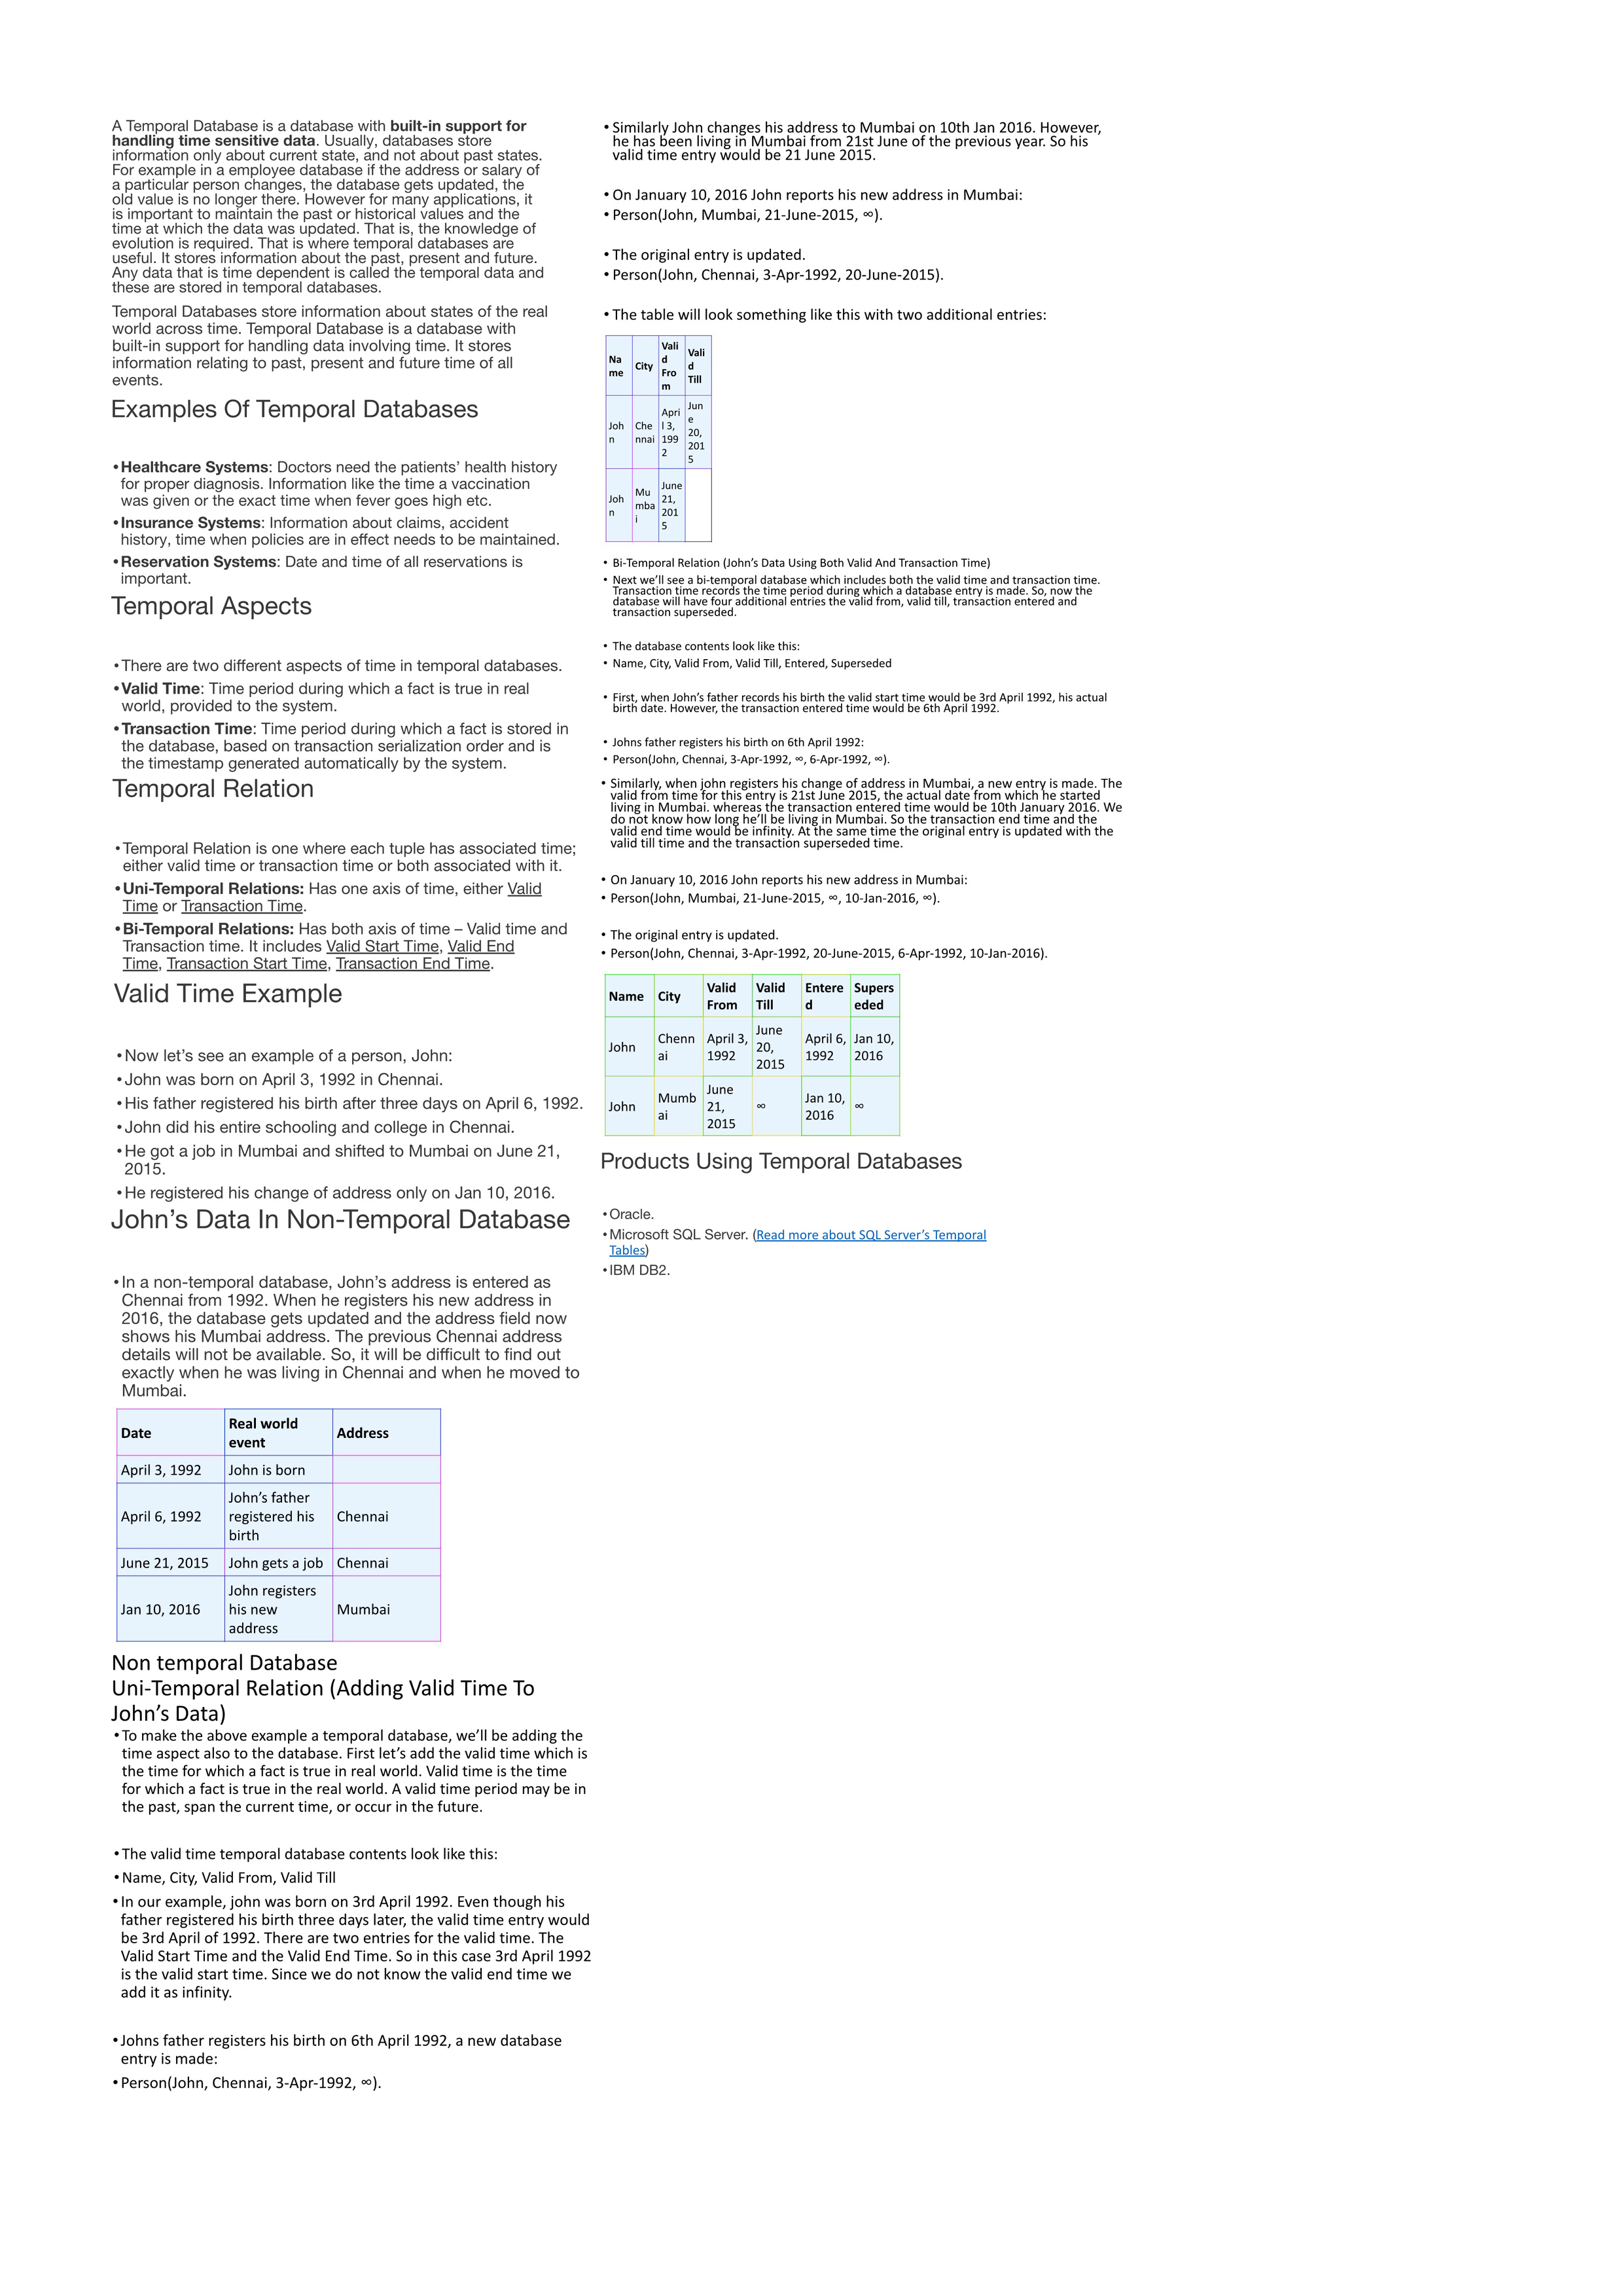 A Temporal Database is a database with built-in support for
handling time sensitive data. Usually, databases store
information only about current state, and not about past states.
For example in a employee database if the address or salary of
a particular person changes, the database gets updated, the
old value is no longer there. However for many applications, it
is important to maintain the past or historical values and the
time at which the data was updated. That is, the knowledge of
evolution is required. That is where temporal databases are
useful. It stores information about the past, present and future.
Any data that is time dependent is called the temporal data and
these are stored in temporal databases.
Temporal Databases store information about states of the real
world across time. Temporal Database is a database with
built-in support for handling data involving time. It stores
information relating to past, present and future time of all
events.
Examples Of Temporal Databases
• Healthcare Systems: Doctors need the patients’ health history
for proper diagnosis. Information like the time a vaccination
was given or the exact time when fever goes high etc.
• Insurance Systems: Information about claims, accident
history, time when policies are in effect needs to be maintained.
• Reservation Systems: Date and time of all reservations is
important.
Temporal Aspects
• There are two different aspects of time in temporal databases.
• Valid Time: Time period during which a fact is true in real
world, provided to the system.
• Transaction Time: Time period during which a fact is stored in
the database, based on transaction serialization order and is
the timestamp generated automatically by the system.
Temporal Relation
• Temporal Relation is one where each tuple has associated time;
either valid time or transaction time or both associated with it.
• Uni-Temporal Relations: Has one axis of time, either Valid
Time or Transaction Time.
• Bi-Temporal Relations: Has both axis of time – Valid time and
Transaction time. It includes Valid Start Time, Valid End
Time, Transaction Start Time, Transaction End Time.
Valid Time Example
• Now let’s see an example of a person, John:
• John was born on April 3, 1992 in Chennai.
• His father registered his birth after three days on April 6, 1992.
• John did his entire schooling and college in Chennai.
• He got a job in Mumbai and shifted to Mumbai on June 21,
2015.
• He registered his change of address only on Jan 10, 2016.
John’s Data In Non-Temporal Database
• In a non-temporal database, John’s address is entered as
Chennai from 1992. When he registers his new address in
2016, the database gets updated and the address field now
shows his Mumbai address. The previous Chennai address
details will not be available. So, it will be difficult to find out
exactly when he was living in Chennai and when he moved to
Mumbai.
Date Real world event Address
April 3, 1992 John is born
April 6, 1992 John’s father registered his birth Chennai
June 21, 2015 John gets a job Chennai
Jan 10, 2016 John registers his new address Mumbai
Non temporal Database
Uni-Temporal Relation (Adding Valid Time To
John’s Data)
• To make the above example a temporal database, we’ll be adding the
time aspect also to the database. First let’s add the valid time which is
the time for which a fact is true in real world. Valid time is the time
for which a fact is true in the real world. A valid time period may be in
the past, span the current time, or occur in the future.
• The valid time temporal database contents look like this:
• Name, City, Valid From, Valid Till
• In our example, john was born on 3rd April 1992. Even though his
father registered his birth three days later, the valid time entry would
be 3rd April of 1992. There are two entries for the valid time. The
Valid Start Time and the Valid End Time. So in this case 3rd April 1992
is the valid start time. Since we do not know the valid end time we
add it as infinity.
• Johns father registers his birth on 6th April 1992, a new database
entry is made:
• Person(John, Chennai, 3-Apr-1992, ∞).
• Similarly John changes his address to Mumbai on 10th Jan 2016. However,
he has been living in Mumbai from 21st June of the previous year. So his
valid time entry would be 21 June 2015.
• On January 10, 2016 John reports his new address in Mumbai:
• Person(John, Mumbai, 21-June-2015, ∞).
• The original entry is updated.
• Person(John, Chennai, 3-Apr-1992, 20-June-2015).
• The table will look something like this with two additional entries:
Name City Valid From Valid Till
John Chennai April 3, 1992 June 20, 2015
John Mumbai June 21, 2015
• Bi-Temporal Relation (John’s Data Using Both Valid And Transaction Time)
• Next we’ll see a bi-temporal database which includes both the valid time and transaction time.
Transaction time records the time period during which a database entry is made. So, now the
database will have four additional entries the valid from, valid till, transaction entered and
transaction superseded.
• The database contents look like this:
• Name, City, Valid From, Valid Till, Entered, Superseded
• First, when John’s father records his birth the valid start time would be 3rd April 1992, his actual
birth date. However, the transaction entered time would be 6th April 1992.
• Johns father registers his birth on 6th April 1992:
• Person(John, Chennai, 3-Apr-1992, ∞, 6-Apr-1992, ∞).
• Similarly, when john registers his change of address in Mumbai, a new entry is made. The
valid from time for this entry is 21st June 2015, the actual date from which he started
living in Mumbai. whereas the transaction entered time would be 10th January 2016. We
do not know how long he’ll be living in Mumbai. So the transaction end time and the
valid end time would be infinity. At the same time the original entry is updated with the
valid till time and the transaction superseded time.
• On January 10, 2016 John reports his new address in Mumbai:
• Person(John, Mumbai, 21-June-2015, ∞, 10-Jan-2016, ∞).
• The original entry is updated.
• Person(John, Chennai, 3-Apr-1992, 20-June-2015, 6-Apr-1992, 10-Jan-2016).
Name City Valid From Valid Till Entered Superseded
John Chennai April 3, 1992 June 20, 2015 April 6, 1992 Jan 10, 2016
John Mumbai June 21, 2015 ∞ Jan 10, 2016 ∞
Products Using Temporal Databases
• Oracle.
• Microsoft SQL Server. (Read more about SQL Server’s Temporal
Tables)
• IBM DB2.